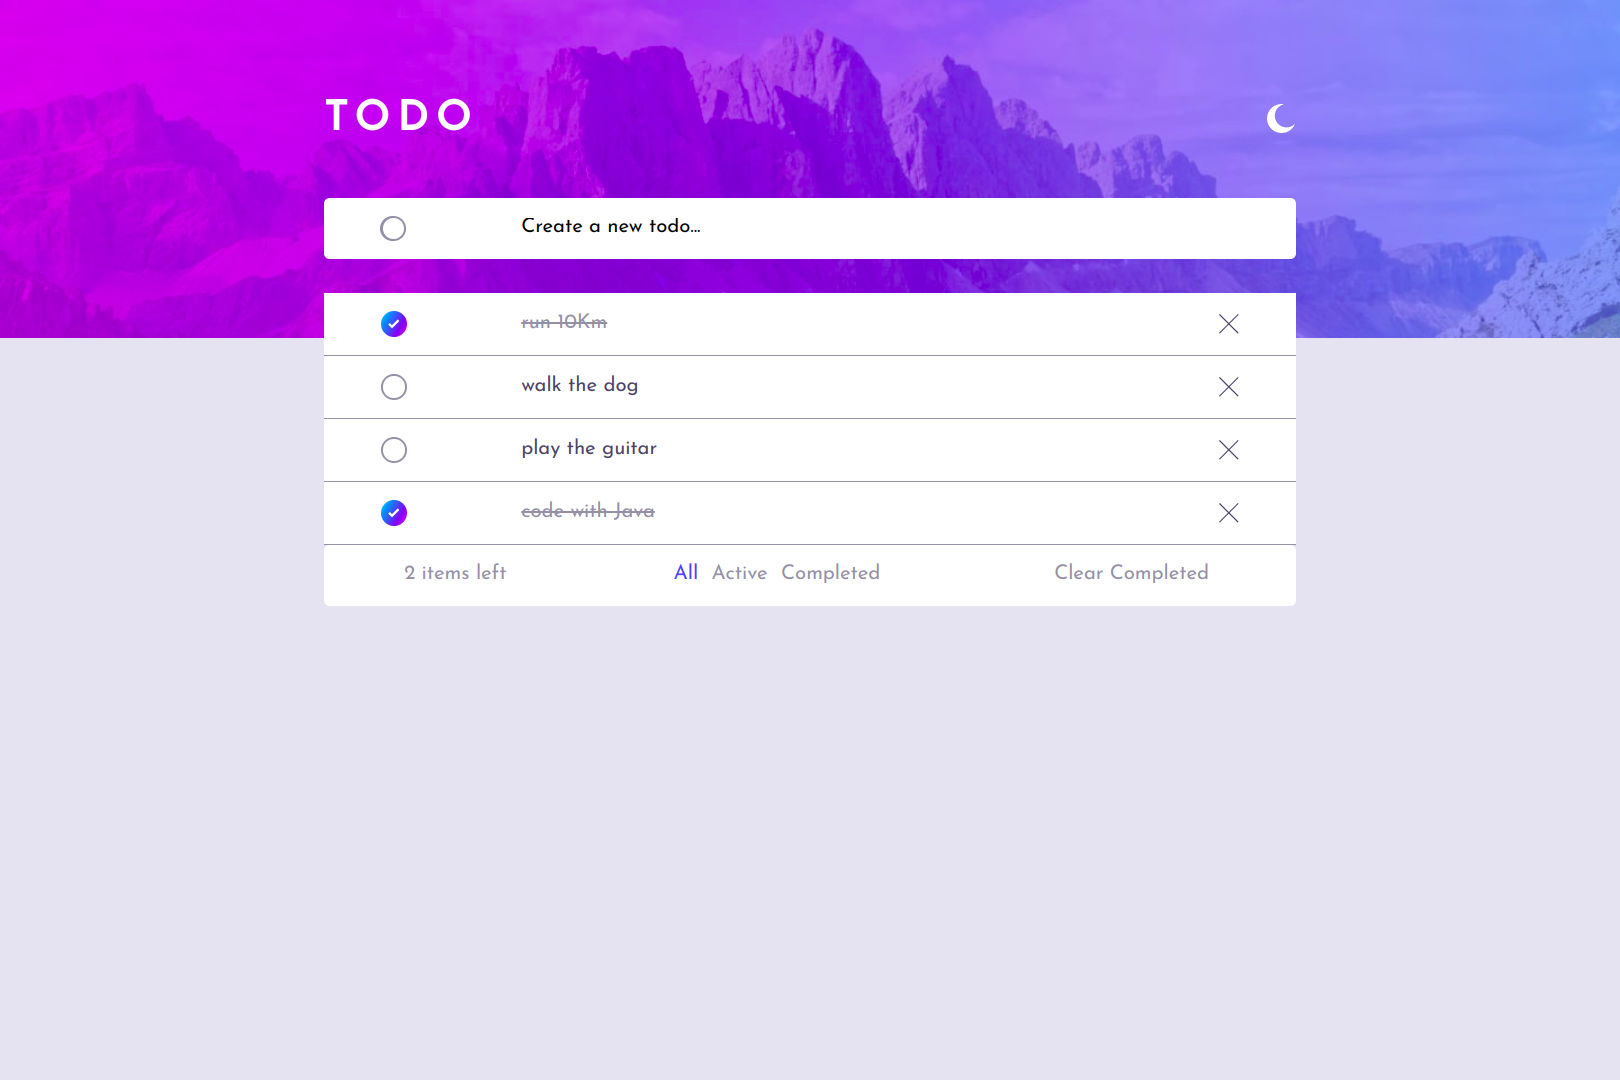 TODO
Create a new todo...
run 10Km
walk the dog
play the guitar
code with Java
2 items left All Active Completed Clear Completed